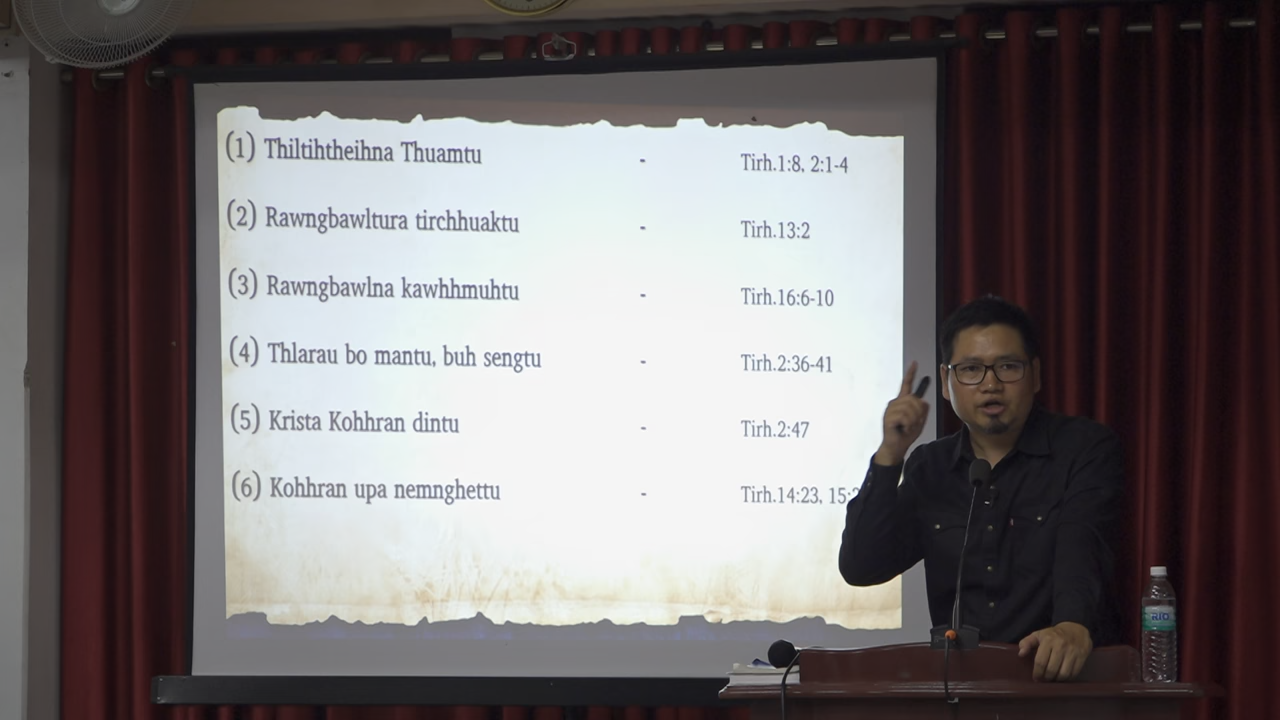 (1) Thiltihtheihna Thuamtu - Tirh.1:8, 2:1-4
(2) Rawngbawltura tirchhuaktu - Tirh.13:2
(3) Rawngbawlna kawhhmuhtu - Tirh.16:6-10
(4) Thlarau bo mantu, buh sengtu - Tirh.2:36-41
(5) Krista Kohhran dintu - Tirh.2:47
(6) Kohhran upa nemnghettu - Tirh.14:23, 15: